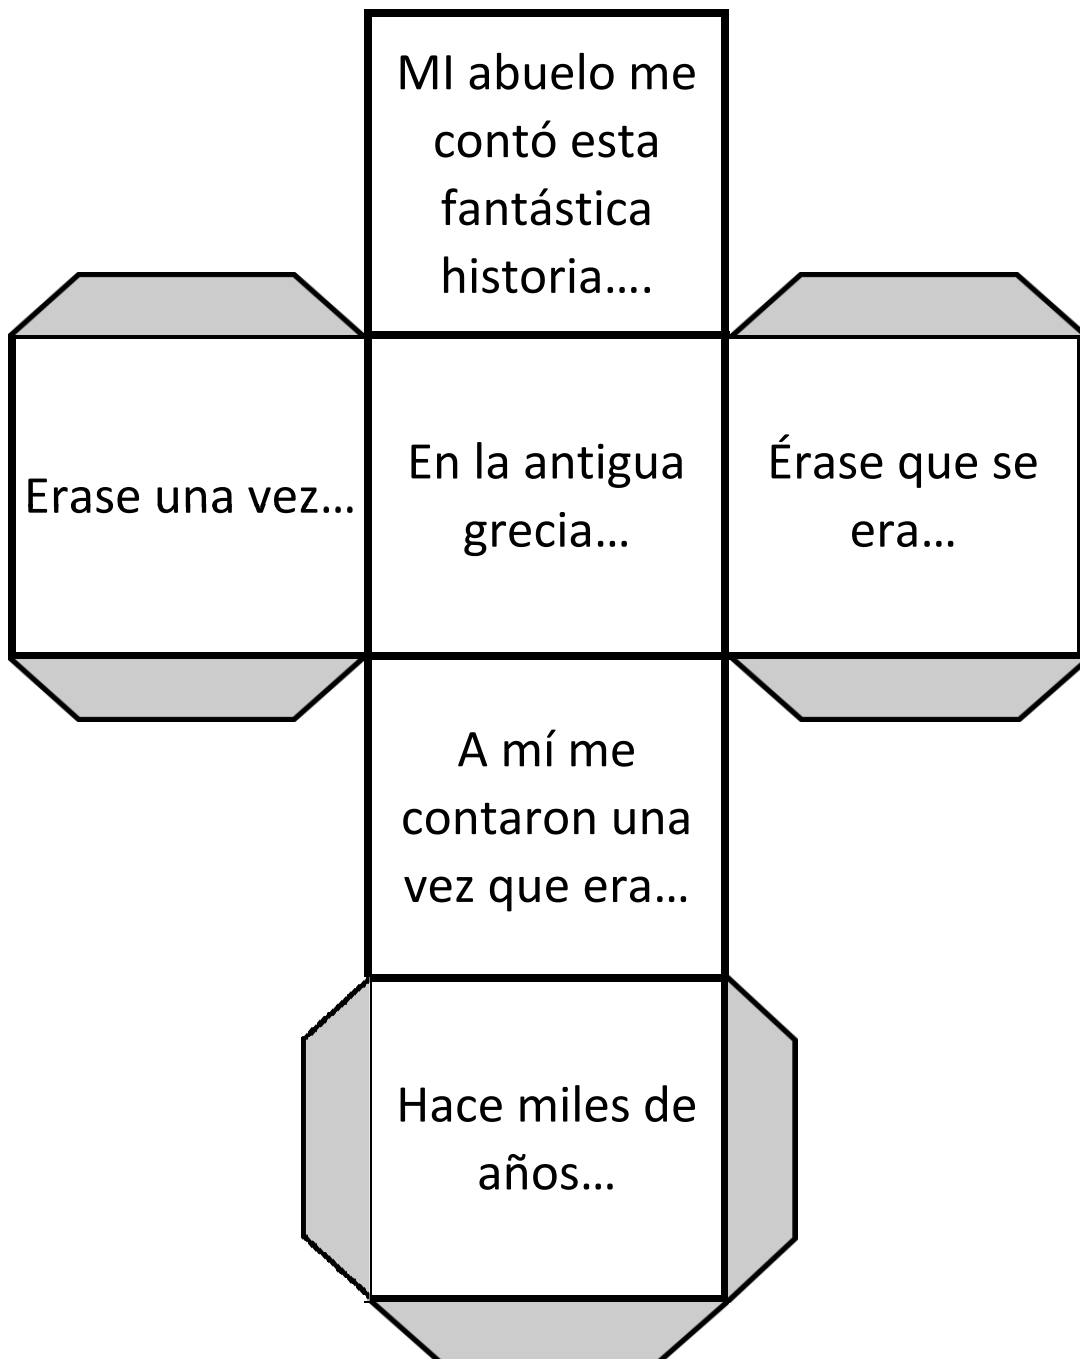 MI abuelo me
contó esta
fantástica
historia....
Erase una vez...
En la antigua
grecia...
Érase que se
era...
A mí me
contaron una
vez que era...
Hace miles de
años...